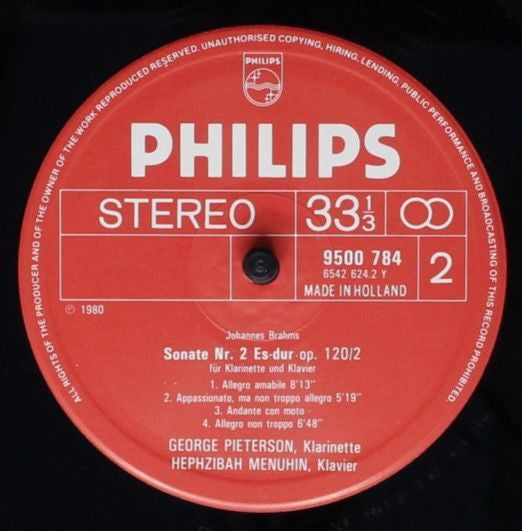 ALL RIGHTS OF THE PRODUCER AND OF THE OWNER OF THE WORK REPRODUCED RESERVED. UNAUTHORISED COPYING, HIRING, LENDING, PUBLIC PERFORMANCE AND BROADCASTING OF THIS RECORD PROHIBITED.
PHILIPS
PHILIPS
STEREO 33 1/3
9500 784
6542 624.2 Y
MADE IN HOLLAND
2
℗ 1980
Johannes Brahms
Sonate Nr. 2 Es-dur · op. 120/2
für Klarinette und Klavier
1. Allegro amabile 8'13"
2. Appassionato, ma non troppo allegro 5'19"
3. Andante con moto ·
4. Allegro non troppo 6'48"
GEORGE PIETERSON, Klarinette
HEPHZIBAH MENUHIN, Klavier